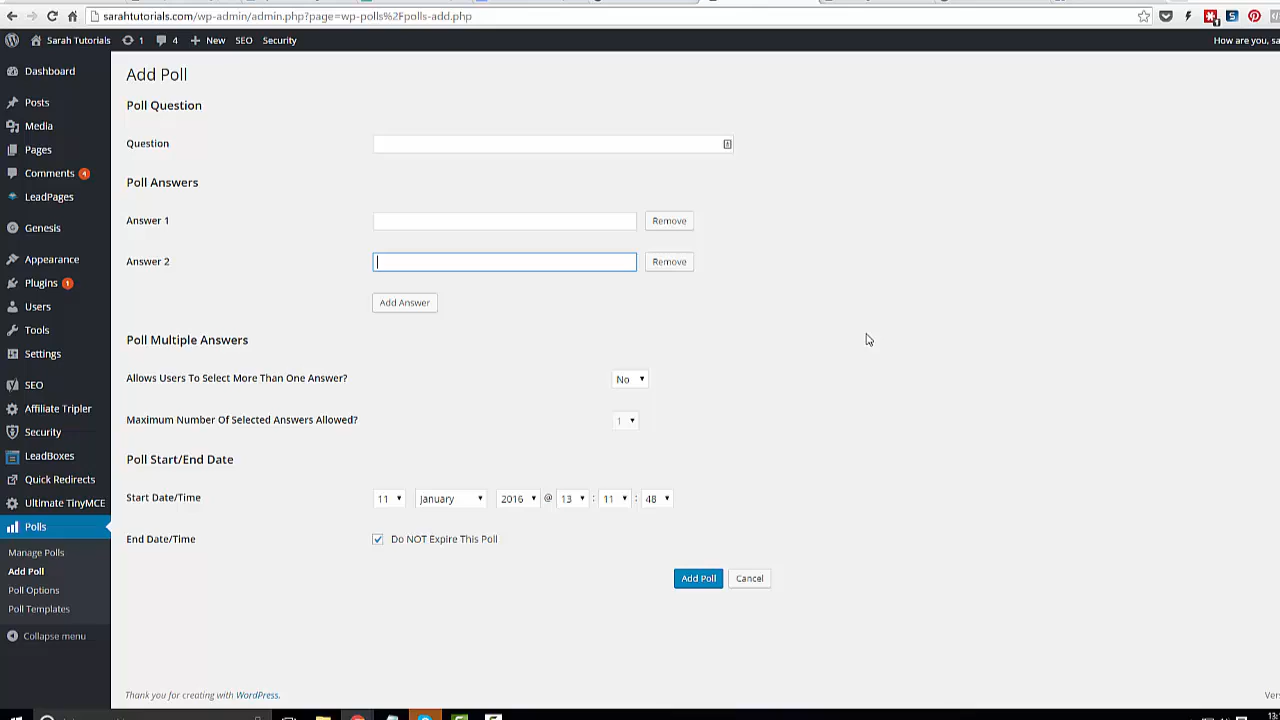 sarahtutorials.com/wp-admin/admin.php?page=wp-polls%2Fpolls-add.php
Sarah Tutorials 1 4 New SEO Security
How are you, sa
Dashboard
Posts
Media
Pages
Comments 4
LeadPages
Genesis
Appearance
Plugins 1
Users
Tools
Settings
SEO
Affiliate Tripler
Security
LeadBoxes
Quick Redirects
Ultimate TinyMCE
Polls
Manage Polls
Add Poll
Poll Options
Poll Templates
Collapse menu
Add Poll
Poll Question
Question
Poll Answers
Answer 1 Remove
Answer 2 Remove
Add Answer
Poll Multiple Answers
Allows Users To Select More Than One Answer? No
Maximum Number Of Selected Answers Allowed? 1
Poll Start/End Date
Start Date/Time 11 January 2016 @ 13 : 11 : 48
End Date/Time Do NOT Expire This Poll
Add Poll Cancel
Thank you for creating with WordPress.
Ver